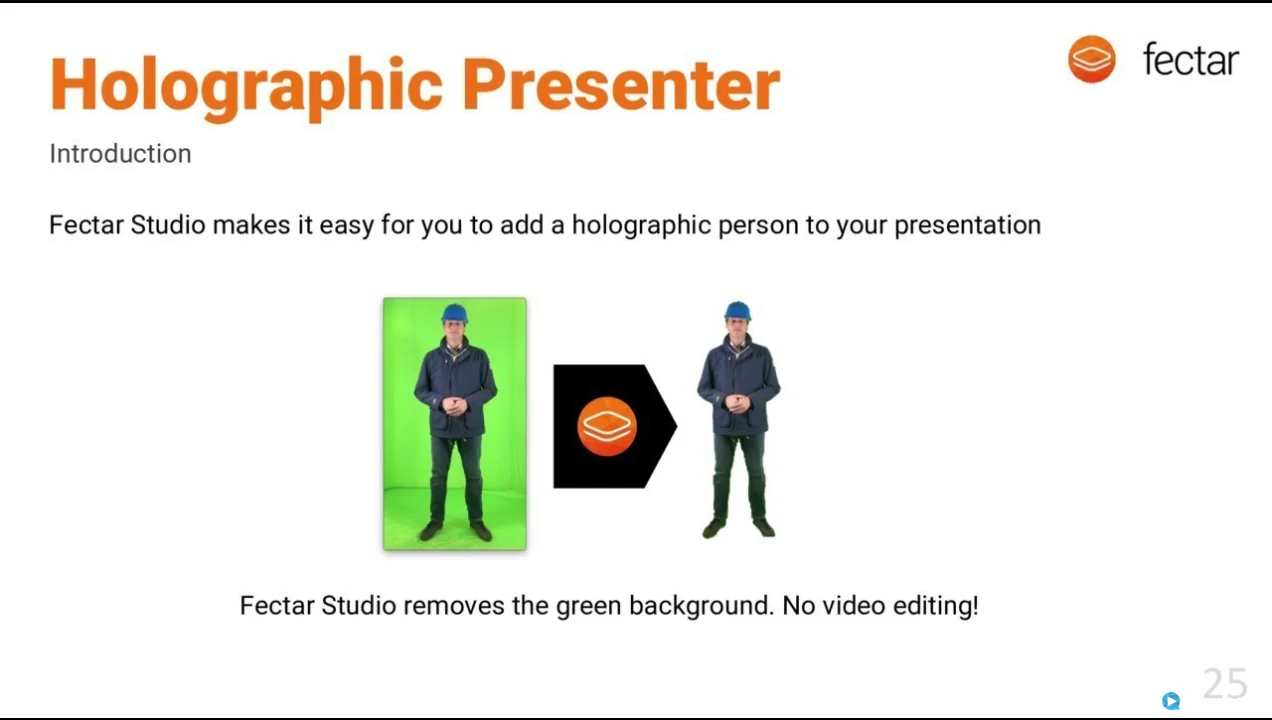 fectar
Holographic Presenter
Introduction
Fectar Studio makes it easy for you to add a holographic person to your presentation
Fectar Studio removes the green background. No video editing!
25